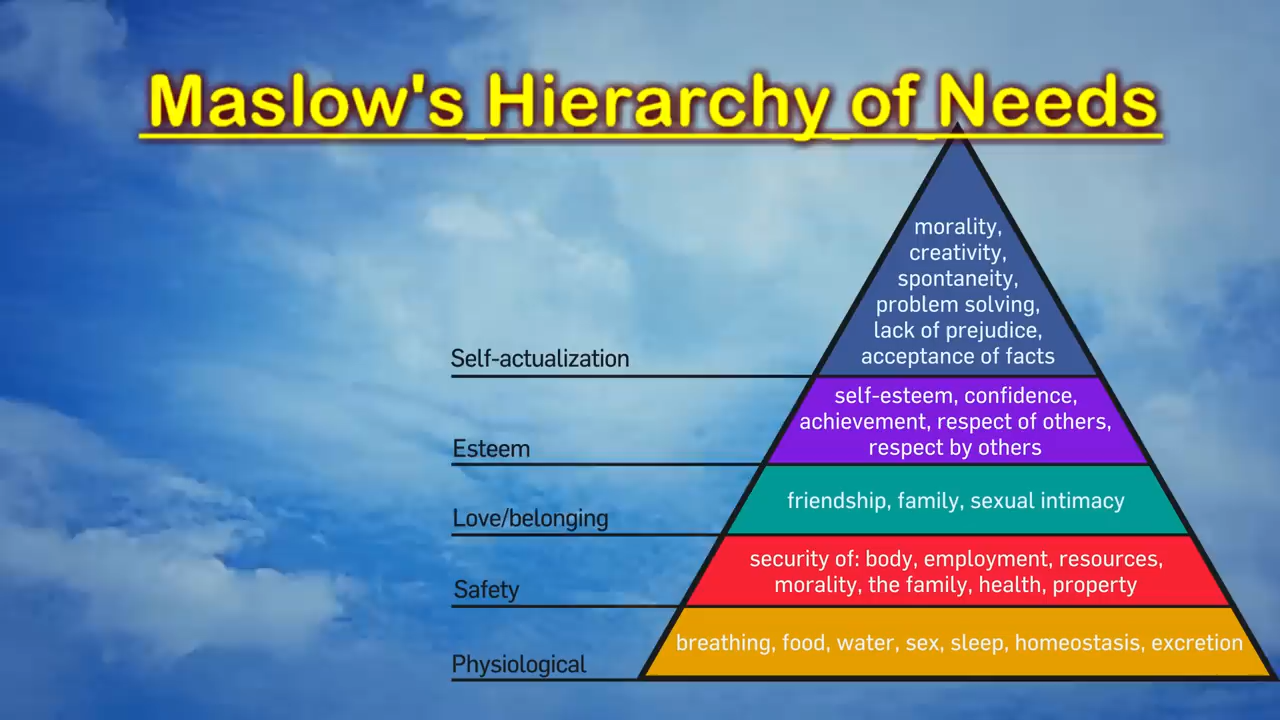 Maslow's Hierarchy of Needs
morality,
creativity,
spontaneity,
problem solving,
lack of prejudice,
acceptance of facts
Self-actualization
self-esteem, confidence,
achievement, respect of others,
respect by others
Esteem
friendship, family, sexual intimacy
Love/belonging
security of: body, employment, resources,
morality, the family, health, property
Safety
breathing, food, water, sex, sleep, homeostasis, excretion
Physiological